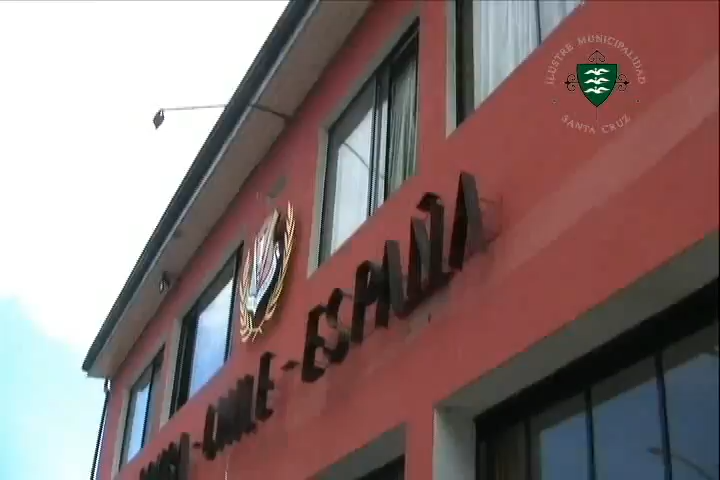 ILUSTRE MUNICIPALIDAD
SANTA CRUZ
- CHILE - ESPAÑA